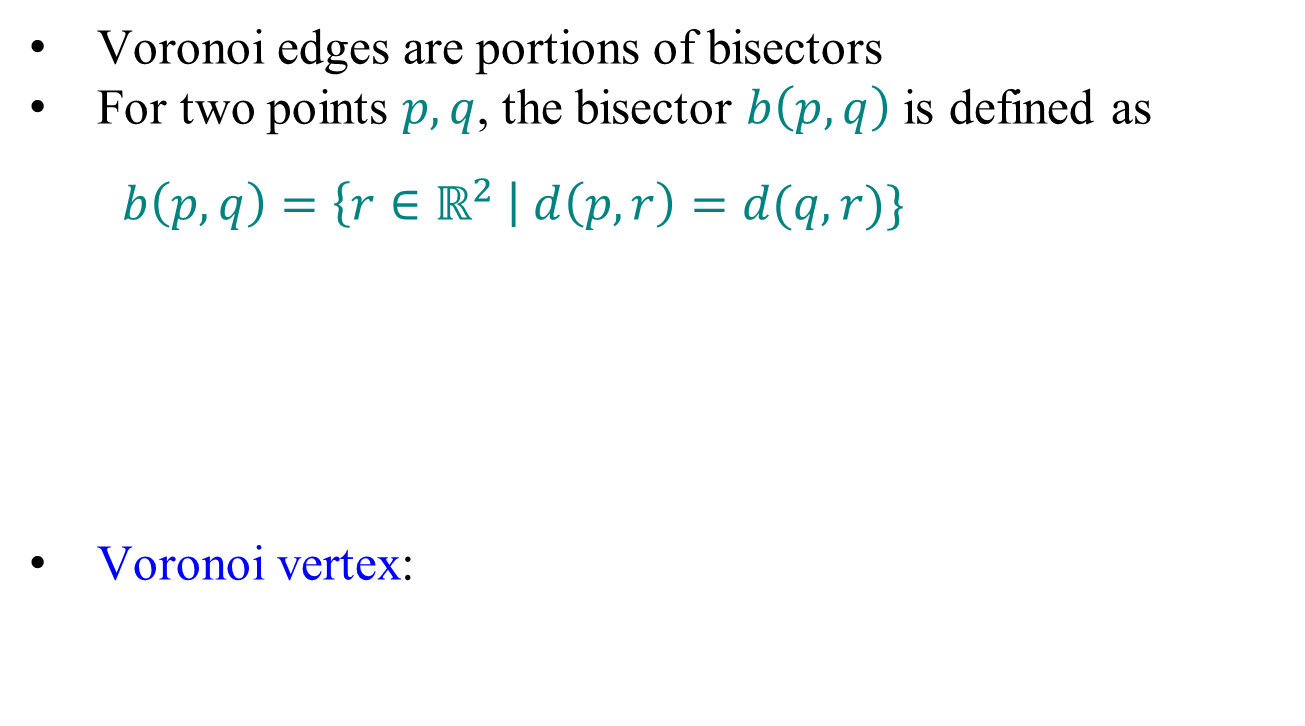 • Voronoi edges are portions of bisectors
• For two points p, q, the bisector b(p, q) is defined as
b(p, q) = {r ∈ ℝ² | d(p, r) = d(q, r)}
• Voronoi vertex: